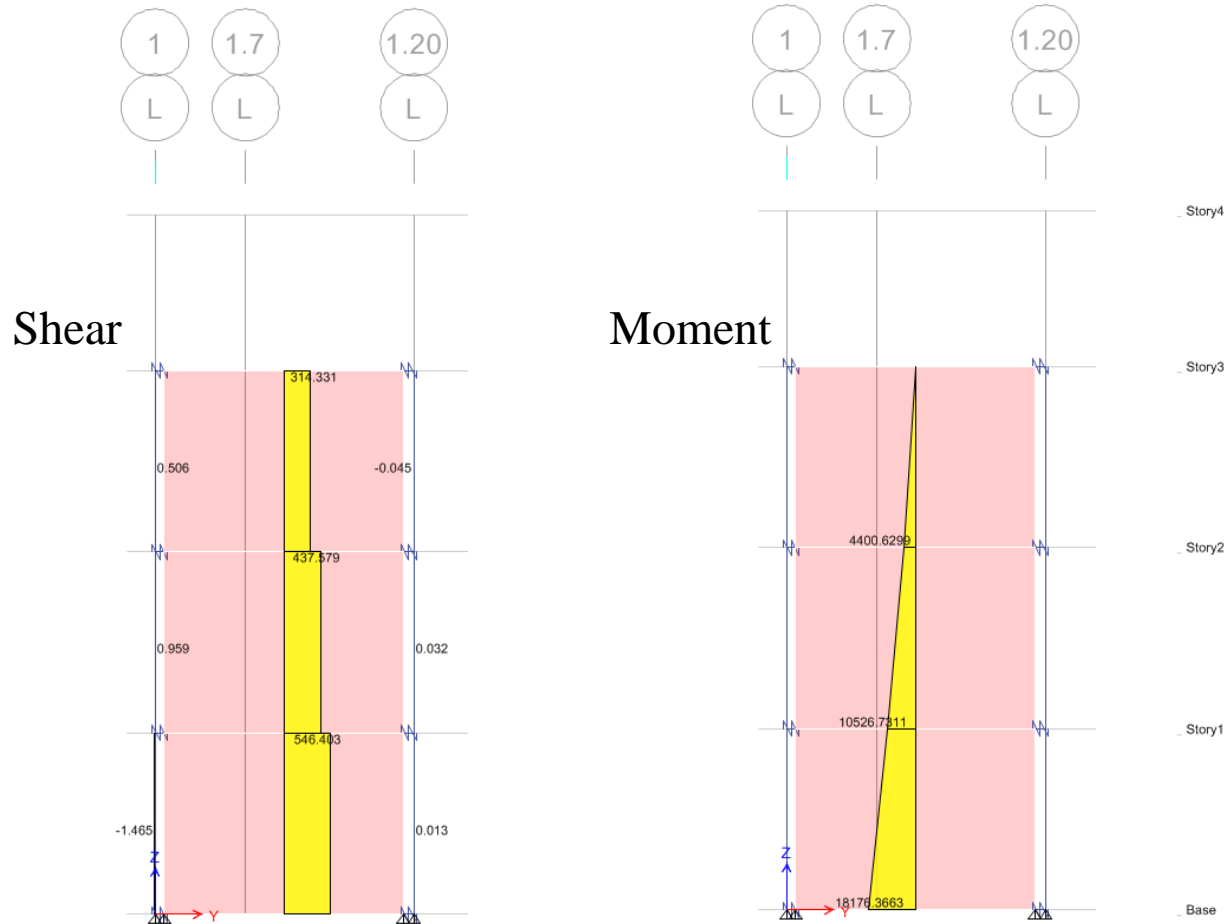 1 1.7 1.20
L L L
Shear
314.331
0.506 -0.045
437.579
0.959 0.032
546.403
-1.465 0.013
Z
Y
1 1.7 1.20
L L L
Story4
Moment
Story3
4400.6299 Story2
10526.7311 Story1
Z
18176.3663 Base
Y